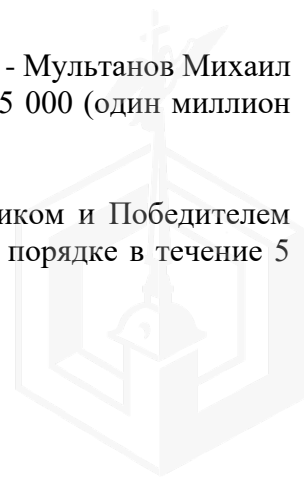 - Мультанов Михаил
5 000 (один миллион
иком и Победителем
порядке в течение 5